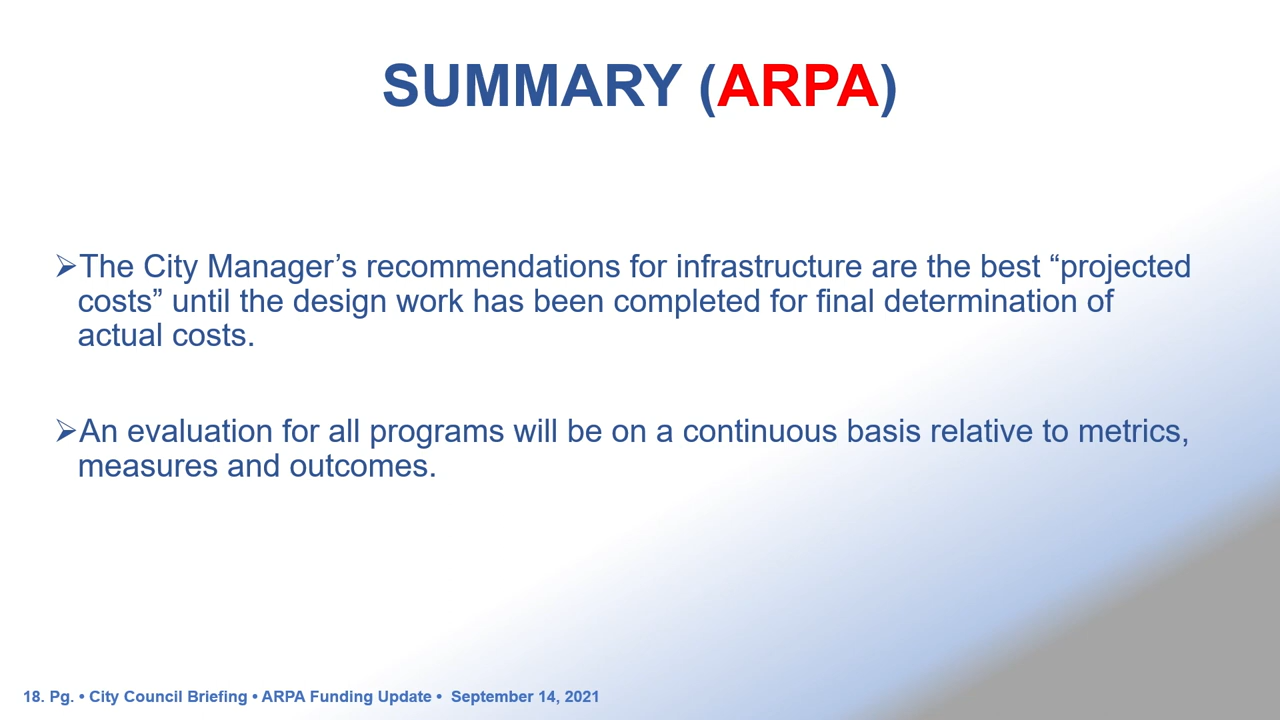 SUMMARY (ARPA)
➢The City Manager’s recommendations for infrastructure are the best “projected
costs” until the design work has been completed for final determination of
actual costs.
➢An evaluation for all programs will be on a continuous basis relative to metrics,
measures and outcomes.
18. Pg. • City Council Briefing • ARPA Funding Update • September 14, 2021